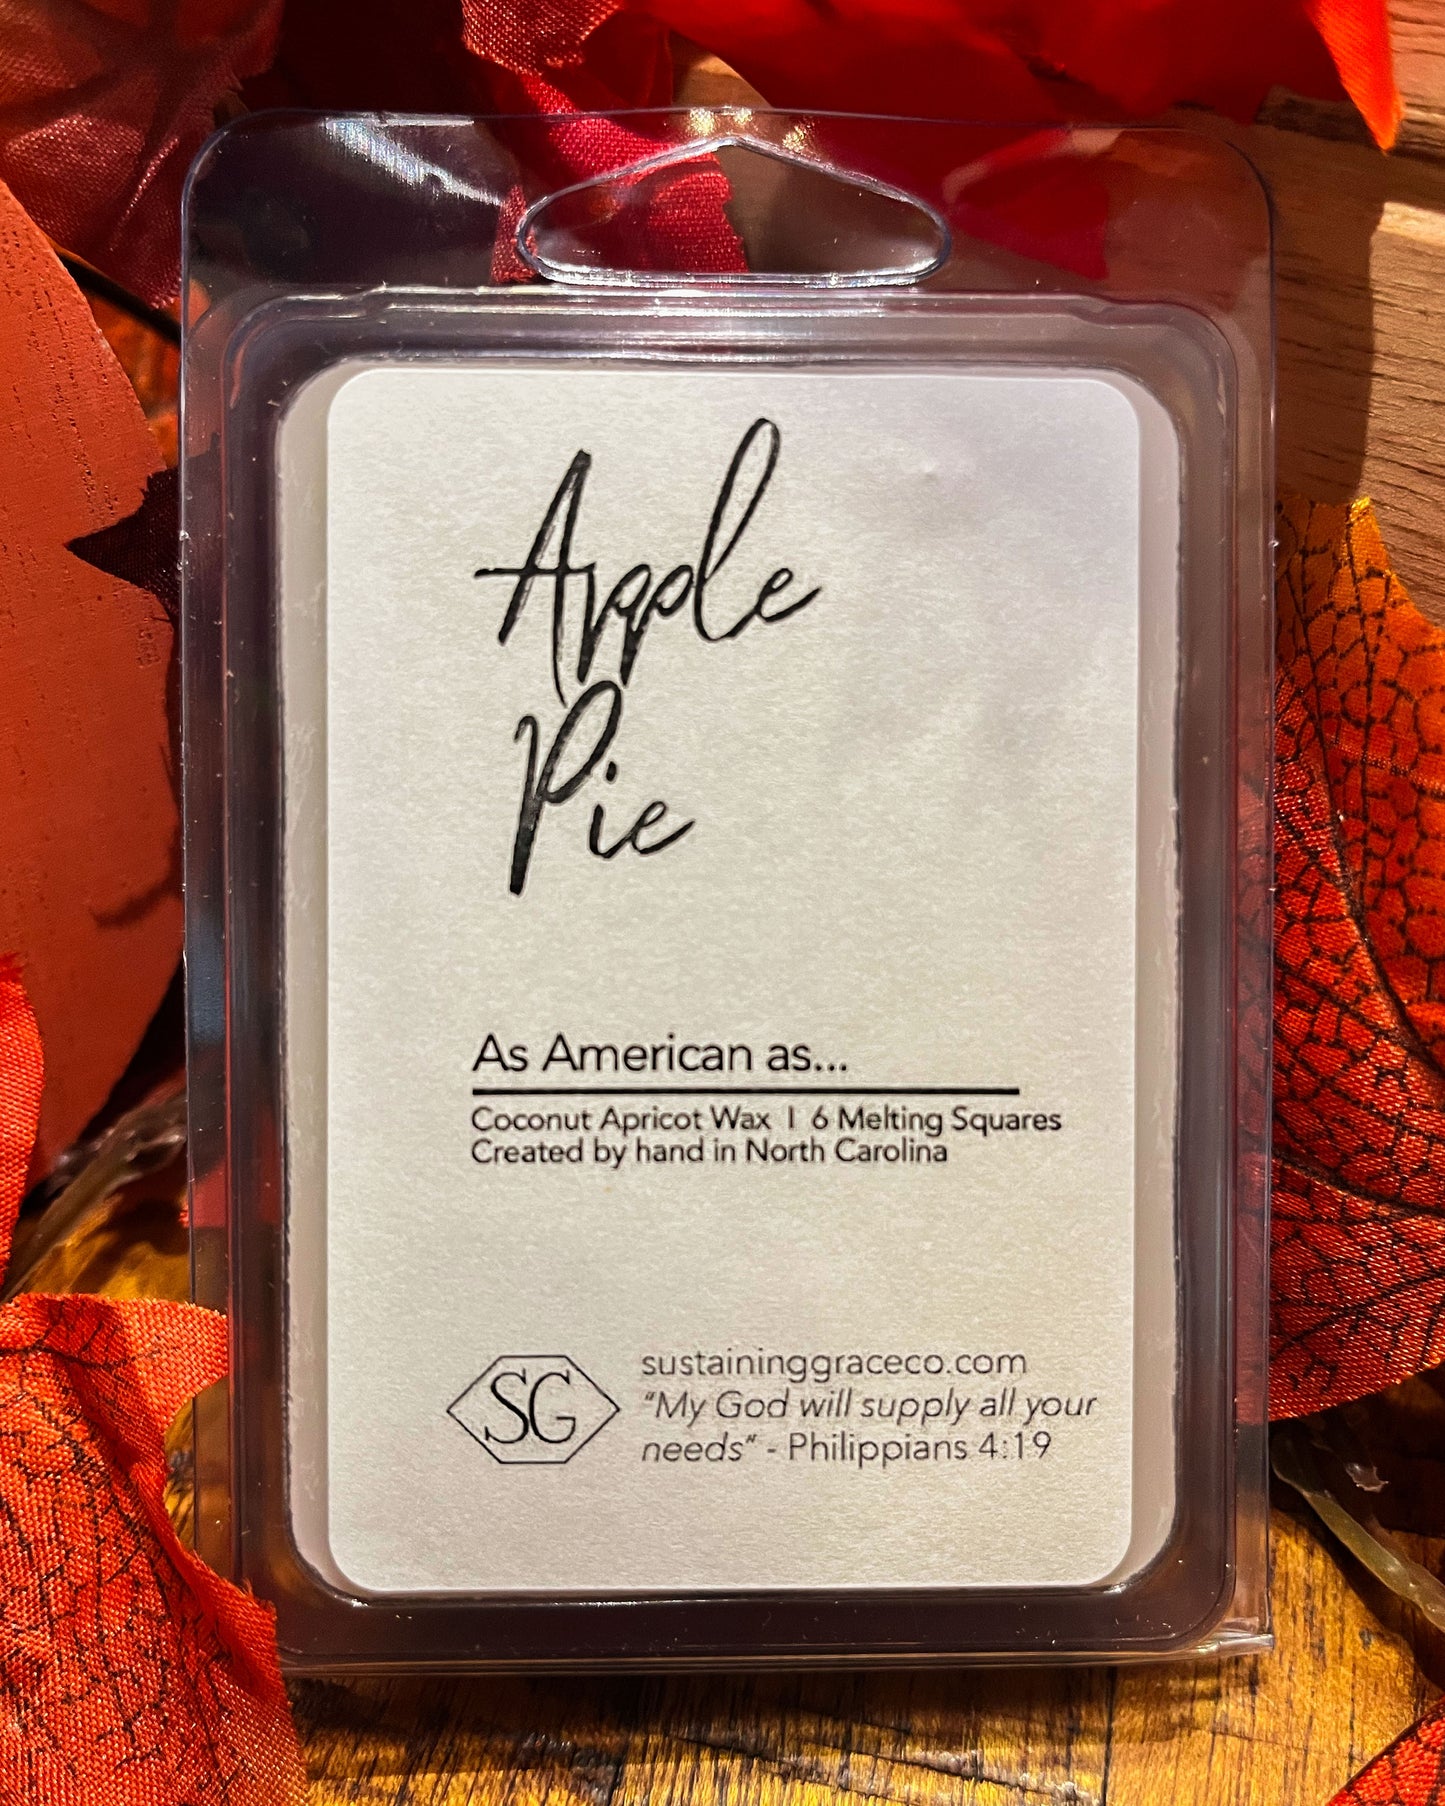 Apple
Pie
As American as...
Coconut Apricot Wax | 6 Melting Squares
Created by hand in North Carolina
SG
sustaininggraceco.com
"My God will supply all your
needs" - Philippians 4:19